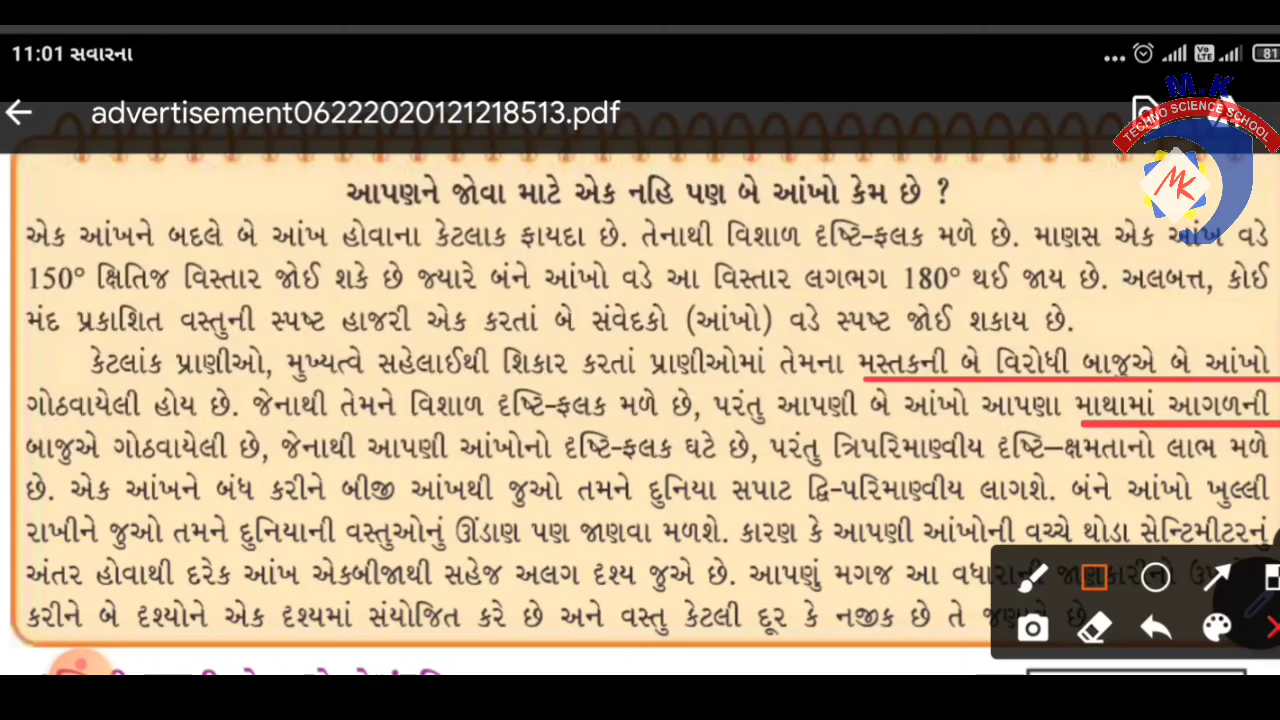 11:01 સવારના
81
M.K
advertisement06222020121218513.pdf
TECHNO SCIENCE SCHOOL
MK
આપણને જોવા માટે એક નહિ પણ બે આંખો કેમ છે ?
એક આંખને બદલે બે આંખ હોવાના કેટલાક ફાયદા છે. તેનાથી વિશાળ દૃષ્ટિ-ફલક મળે છે. માણસ એક આંખ વડે
150° ક્ષિતિજ વિસ્તાર જોઈ શકે છે જ્યારે બંને આંખો વડે આ વિસ્તાર લગભગ 180° થઈ જાય છે. અલબત્ત, કોઈ
મંદ પ્રકાશિત વસ્તુની સ્પષ્ટ હાજરી એક કરતાં બે સંવેદકો (આંખો) વડે સ્પષ્ટ જોઈ શકાય છે.
કેટલાંક પ્રાણીઓ, મુખ્યત્વે સહેલાઈથી શિકાર કરતાં પ્રાણીઓમાં તેમના મસ્તકની બે વિરોધી બાજુએ બે આંખો
ગોઠવાયેલી હોય છે. જેનાથી તેમને વિશાળ દૃષ્ટિ-ફલક મળે છે, પરંતુ આપણી બે આંખો આપણા માથામાં આગળની
બાજુએ ગોઠવાયેલી છે, જેનાથી આપણી આંખોનો દૃષ્ટિ-ફલક ઘટે છે, પરંતુ ત્રિપરિમાણ્વીય દૃષ્ટિ–ક્ષમતાનો લાભ મળે
છે. એક આંખને બંધ કરીને બીજી આંખથી જુઓ તમને દુનિયા સપાટ દ્વિ-પરિમાણ્વીય લાગશે. બંને આંખો ખુલ્લી
રાખીને જુઓ તમને દુનિયાની વસ્તુઓનું ઊંડાણ પણ જાણવા મળશે. કારણ કે આપણી આંખોની વચ્ચે થોડા સેન્ટિમીટરનું
અંતર હોવાથી દરેક આંખ એકબીજાથી સહેજ અલગ દૃશ્ય જુએ છે. આપણું મગજ આ વધારાની જાણકારીનો
કરીને બે દૃશ્યોને એક દૃશ્યમાં સંયોજિત કરે છે અને વસ્તુ કેટલી દૂર કે નજીક છે તે જણાવે છે.